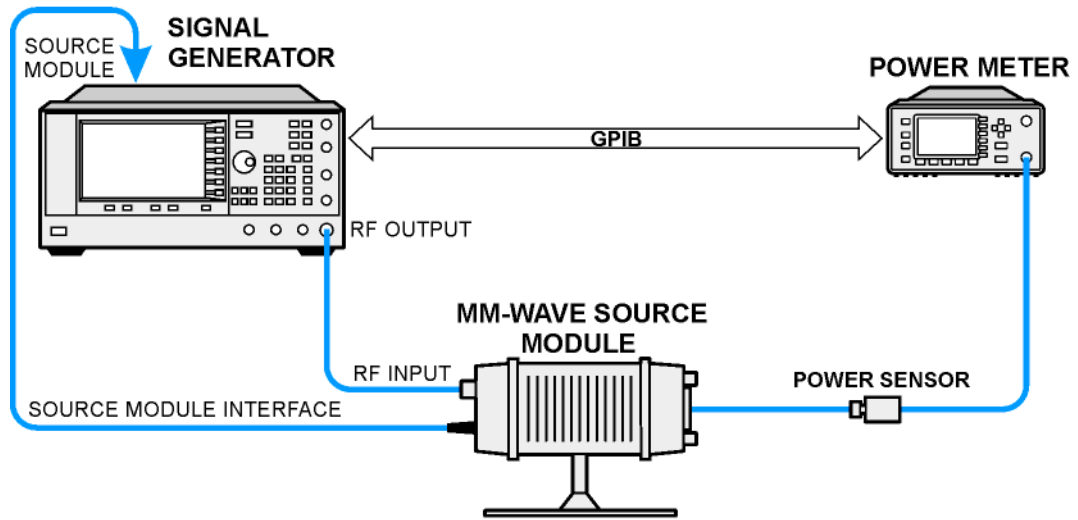 SIGNAL
GENERATOR
SOURCE
MODULE
POWER METER
GPIB
RF OUTPUT
MM-WAVE SOURCE
MODULE
RF INPUT
POWER SENSOR
SOURCE MODULE INTERFACE